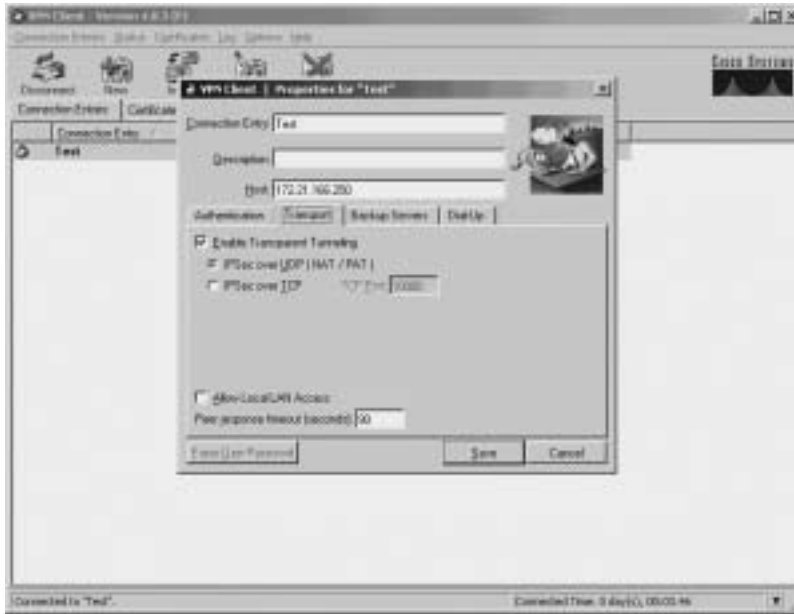 VPN Client - Version 4.0.3 (F)
Connection Entries Status Certificates Log Options Help
Disconnect New
Cisco Systems
Connection Entries Certificate
Connection Entry
Test
VPN Client | Properties for "Test"
Connection Entry: Test
Description:
Host: 172.21.166.250
Authentication Transport Backup Servers Dial-Up
Enable Transparent Tunneling
IPSec over UDP ( NAT / PAT )
IPSec over TCP TCP Port: 10000
Allow Local LAN Access
Peer response timeout (seconds): 90
Erase User Password Save Cancel
Connected to "Test". Connected Time: 0 day(s), 00:00.46